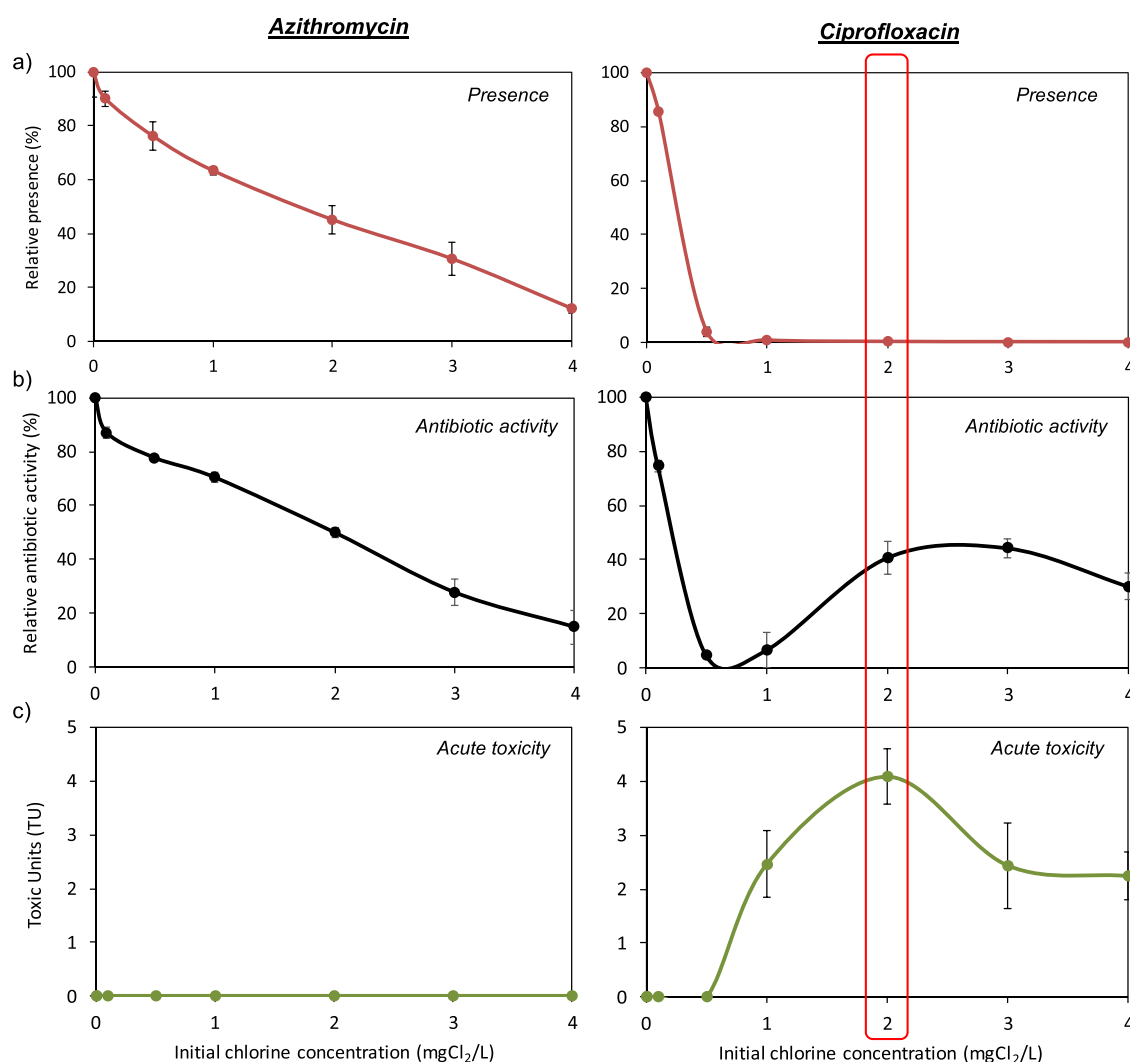 Azithromycin
Ciprofloxacin
a)
Relative presence (%)
100
80
60
40
20
0
Presence
0 1 2 3 4
100
80
60
40
20
0
Presence
0 1 2 3 4
b)
Relative antibiotic activity (%)
100
80
60
40
20
0
Antibiotic activity
0 1 2 3 4
100
80
60
40
20
0
Antibiotic activity
0 1 2 3 4
c)
Toxic Units (TU)
5
4
3
2
1
0
Acute toxicity
0 1 2 3 4
Initial chlorine concentration (mgCl₂/L)
5
4
3
2
1
0
Acute toxicity
0 1 2 3 4
Initial chlorine concentration (mgCl₂/L)